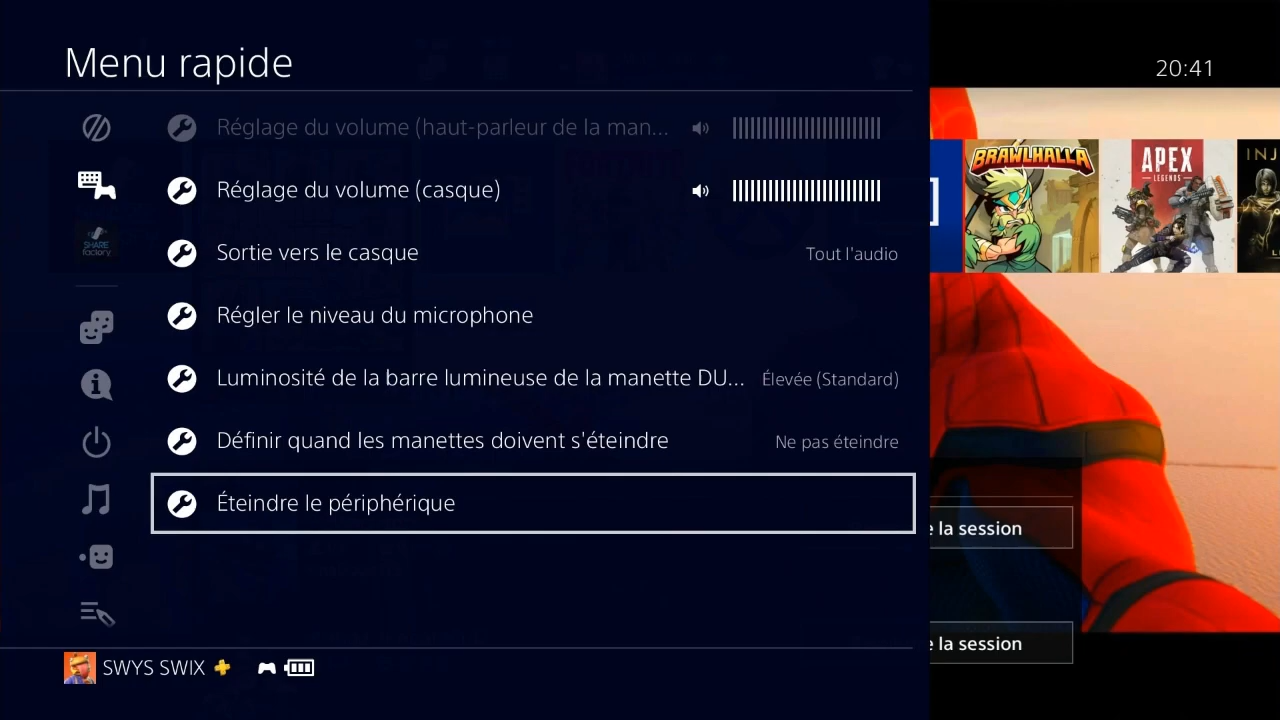 Menu rapide
20:41
Réglage du volume (haut-parleur de la man...
Réglage du volume (casque)
Sortie vers le casque
Tout l'audio
Régler le niveau du microphone
Luminosité de la barre lumineuse de la manette DU...
Élevée (Standard)
Définir quand les manettes doivent s'éteindre
Ne pas éteindre
Éteindre le périphérique
SHARE
factory
BRAWLHALLA
APEX
LEGENDS
INJ
e la session
e la session
SWYS SWIX